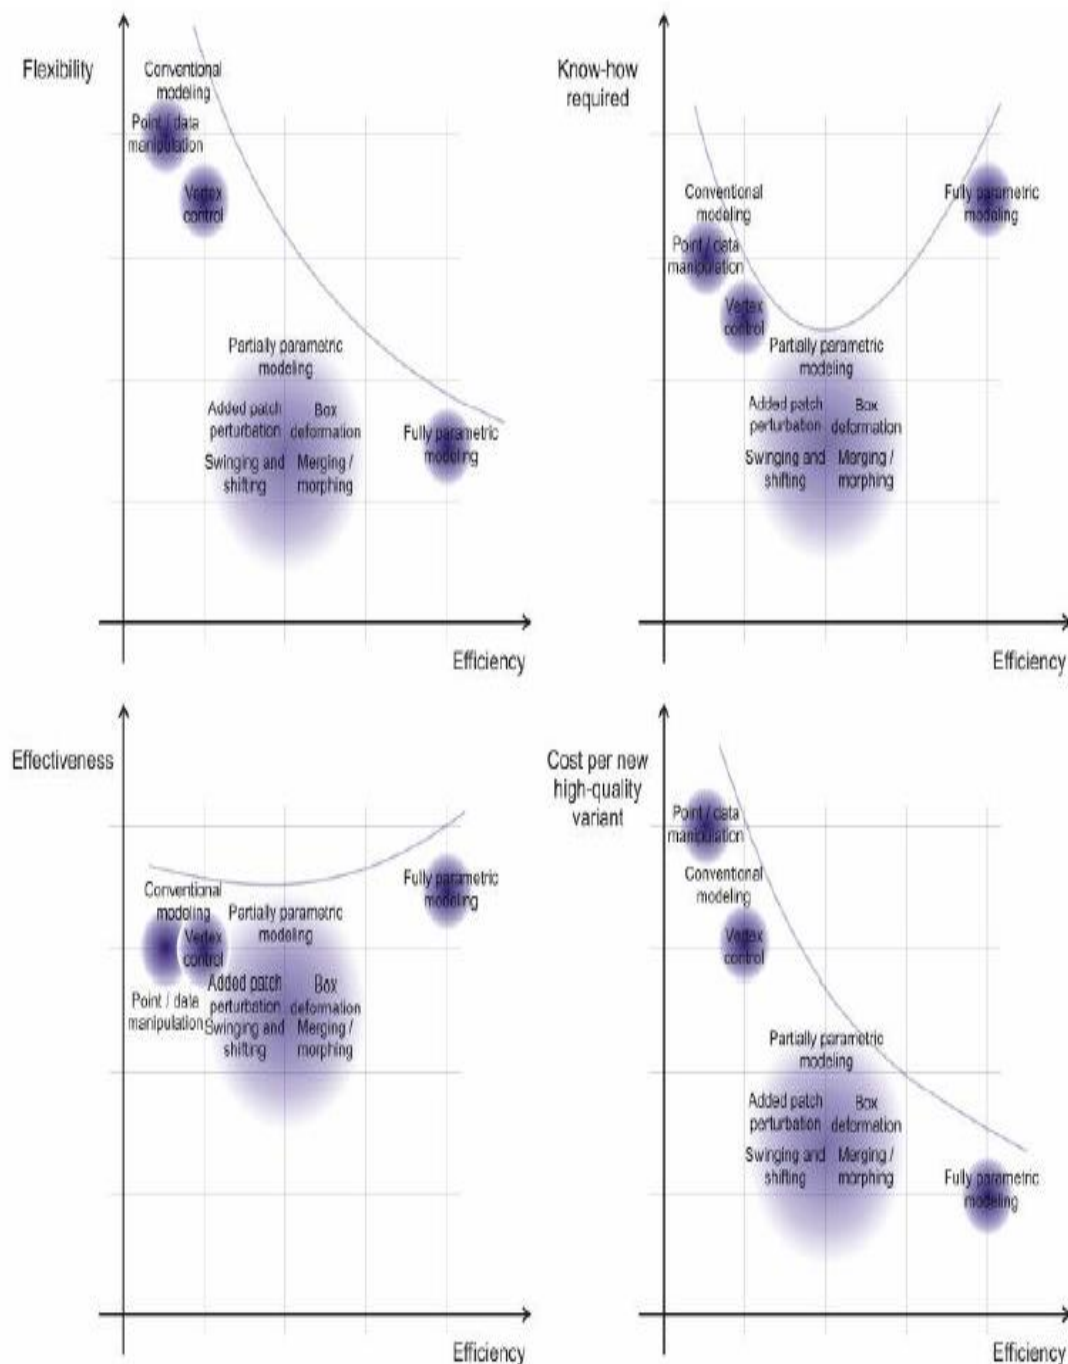 Flexibility
Conventional
modeling
Point / data
manipulation
Vertex
control
Partially parametric
modeling
Added patch
perturbation
Box
deformation
Swinging and
shifting
Merging /
morphing
Fully parametric
modeling
Efficiency
Know-how
required
Conventional
modeling
Point / data
manipulation
Vertex
control
Fully parametric
modeling
Partially parametric
modeling
Added patch
perturbation
Box
deformation
Swinging and
shifting
Merging /
morphing
Efficiency
Effectiveness
Conventional
modeling
Vertex
control
Point / data
manipulation
Partially parametric
modeling
Added patch
perturbation
Box
deformation
Swinging and
shifting
Merging /
morphing
Fully parametric
modeling
Efficiency
Cost per new
high-quality
variant
Point / data
manipulation
Conventional
modeling
Vertex
control
Partially parametric
modeling
Added patch
perturbation
Box
deformation
Swinging and
shifting
Merging /
morphing
Fully parametric
modeling
Efficiency